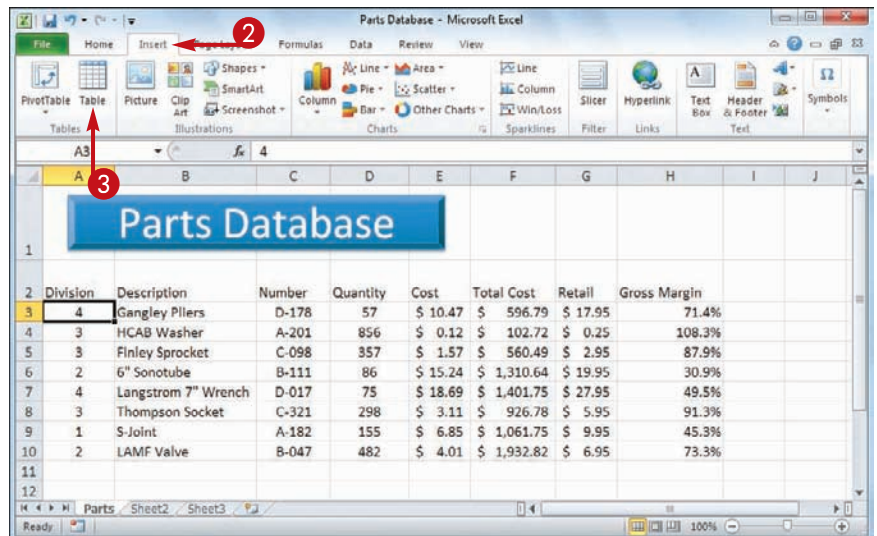 Parts Database - Microsoft Excel
2
File Home Insert Formulas Data Review View
PivotTable Table Picture Clip Art Shapes SmartArt Screenshot Column Line Pie Bar Area Scatter Other Charts Line Column Win/Loss Slicer Hyperlink Text Box Header & Footer Symbols
Tables Illustrations Charts Sparklines Filter Links Text
A3 fx 4
3
A B C D E F G H I J
1 Parts Database
2 Division Description Number Quantity Cost Total Cost Retail Gross Margin
3 4 Gangley Pliers D-178 57 $ 10.47 $ 596.79 $ 17.95 71.4%
4 3 HCAB Washer A-201 856 $ 0.12 $ 102.72 $ 0.25 108.3%
5 3 Finley Sprocket C-098 357 $ 1.57 $ 560.49 $ 2.95 87.9%
6 2 6" Sonotube B-111 86 $ 15.24 $ 1,310.64 $ 19.95 30.9%
7 4 Langstrom 7" Wrench D-017 75 $ 18.69 $ 1,401.75 $ 27.95 49.5%
8 3 Thompson Socket C-321 298 $ 3.11 $ 926.78 $ 5.95 91.3%
9 1 S-Joint A-182 155 $ 6.85 $ 1,061.75 $ 9.95 45.3%
10 2 LAMF Valve B-047 482 $ 4.01 $ 1,932.82 $ 6.95 73.3%
11
12
Parts Sheet2 Sheet3
Ready 100%